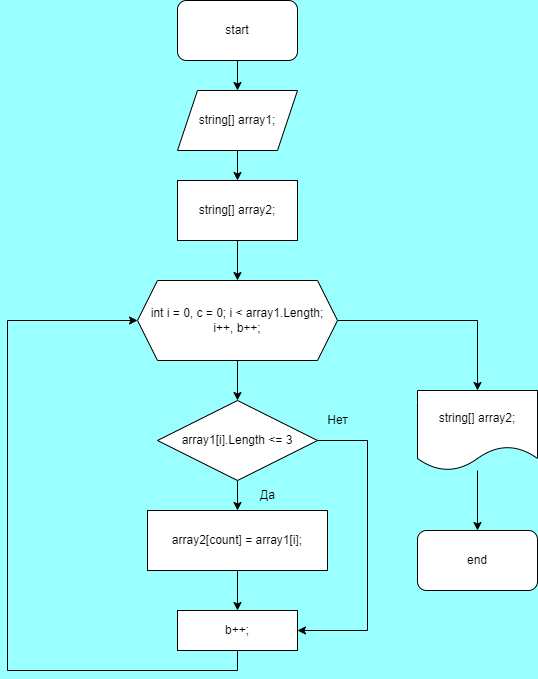 start
string[] array1;
string[] array2;
int i = 0, c = 0; i < array1.Length;
i++, b++;
array1[i].Length <= 3
Нет
Да
array2[count] = array1[i];
b++;
string[] array2;
end